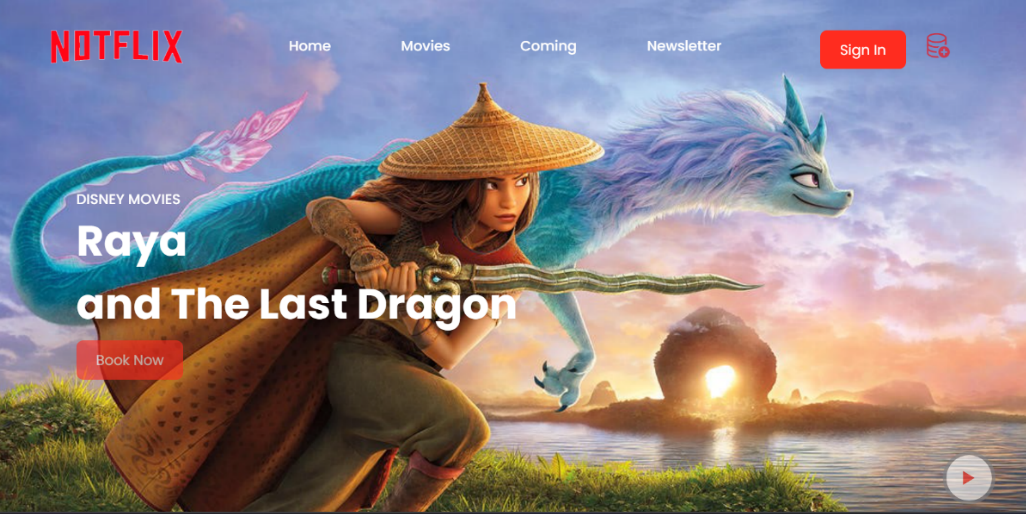 NOTFLIX
Home Movies Coming Newsletter
Sign In
DISNEY MOVIES
Raya
and The Last Dragon
Book Now